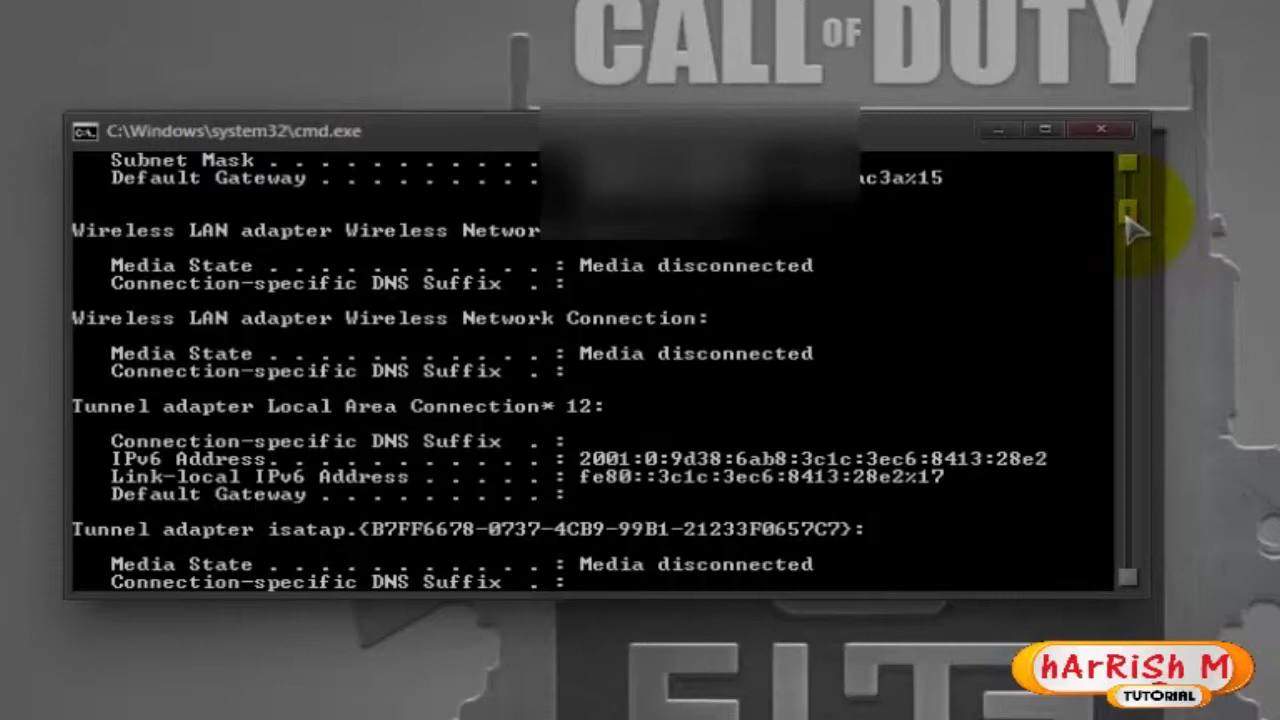 CALL OF DUTY
C:\Windows\system32\cmd.exe
Subnet Mask . . . . . . . . . . .
Default Gateway . . . . . . . . . ac3a%15
Wireless LAN adapter Wireless
Media State . . . . . . . . . . . : Media disconnected
Connection-specific DNS Suffix  . :
Wireless LAN adapter Wireless Network Connection:
Media State . . . . . . . . . . . : Media disconnected
Connection-specific DNS Suffix  . :
Tunnel adapter Local Area Connection* 12:
Connection-specific DNS Suffix  . :
IPv6 Address. . . . . . . . . . . : 2001:0:9d38:6ab8:3c1c:3ec6:8413:28e2
Link-local IPv6 Address . . . . . : fe80::3c1c:3ec6:8413:28e2%17
Default Gateway . . . . . . . . . :
Tunnel adapter isatap.{B7FF6678-0737-4CB9-99B1-21233F0657C7}:
Media State . . . . . . . . . . . : Media disconnected
Connection-specific DNS Suffix  . :
hArRiSh M
TUTORIAL